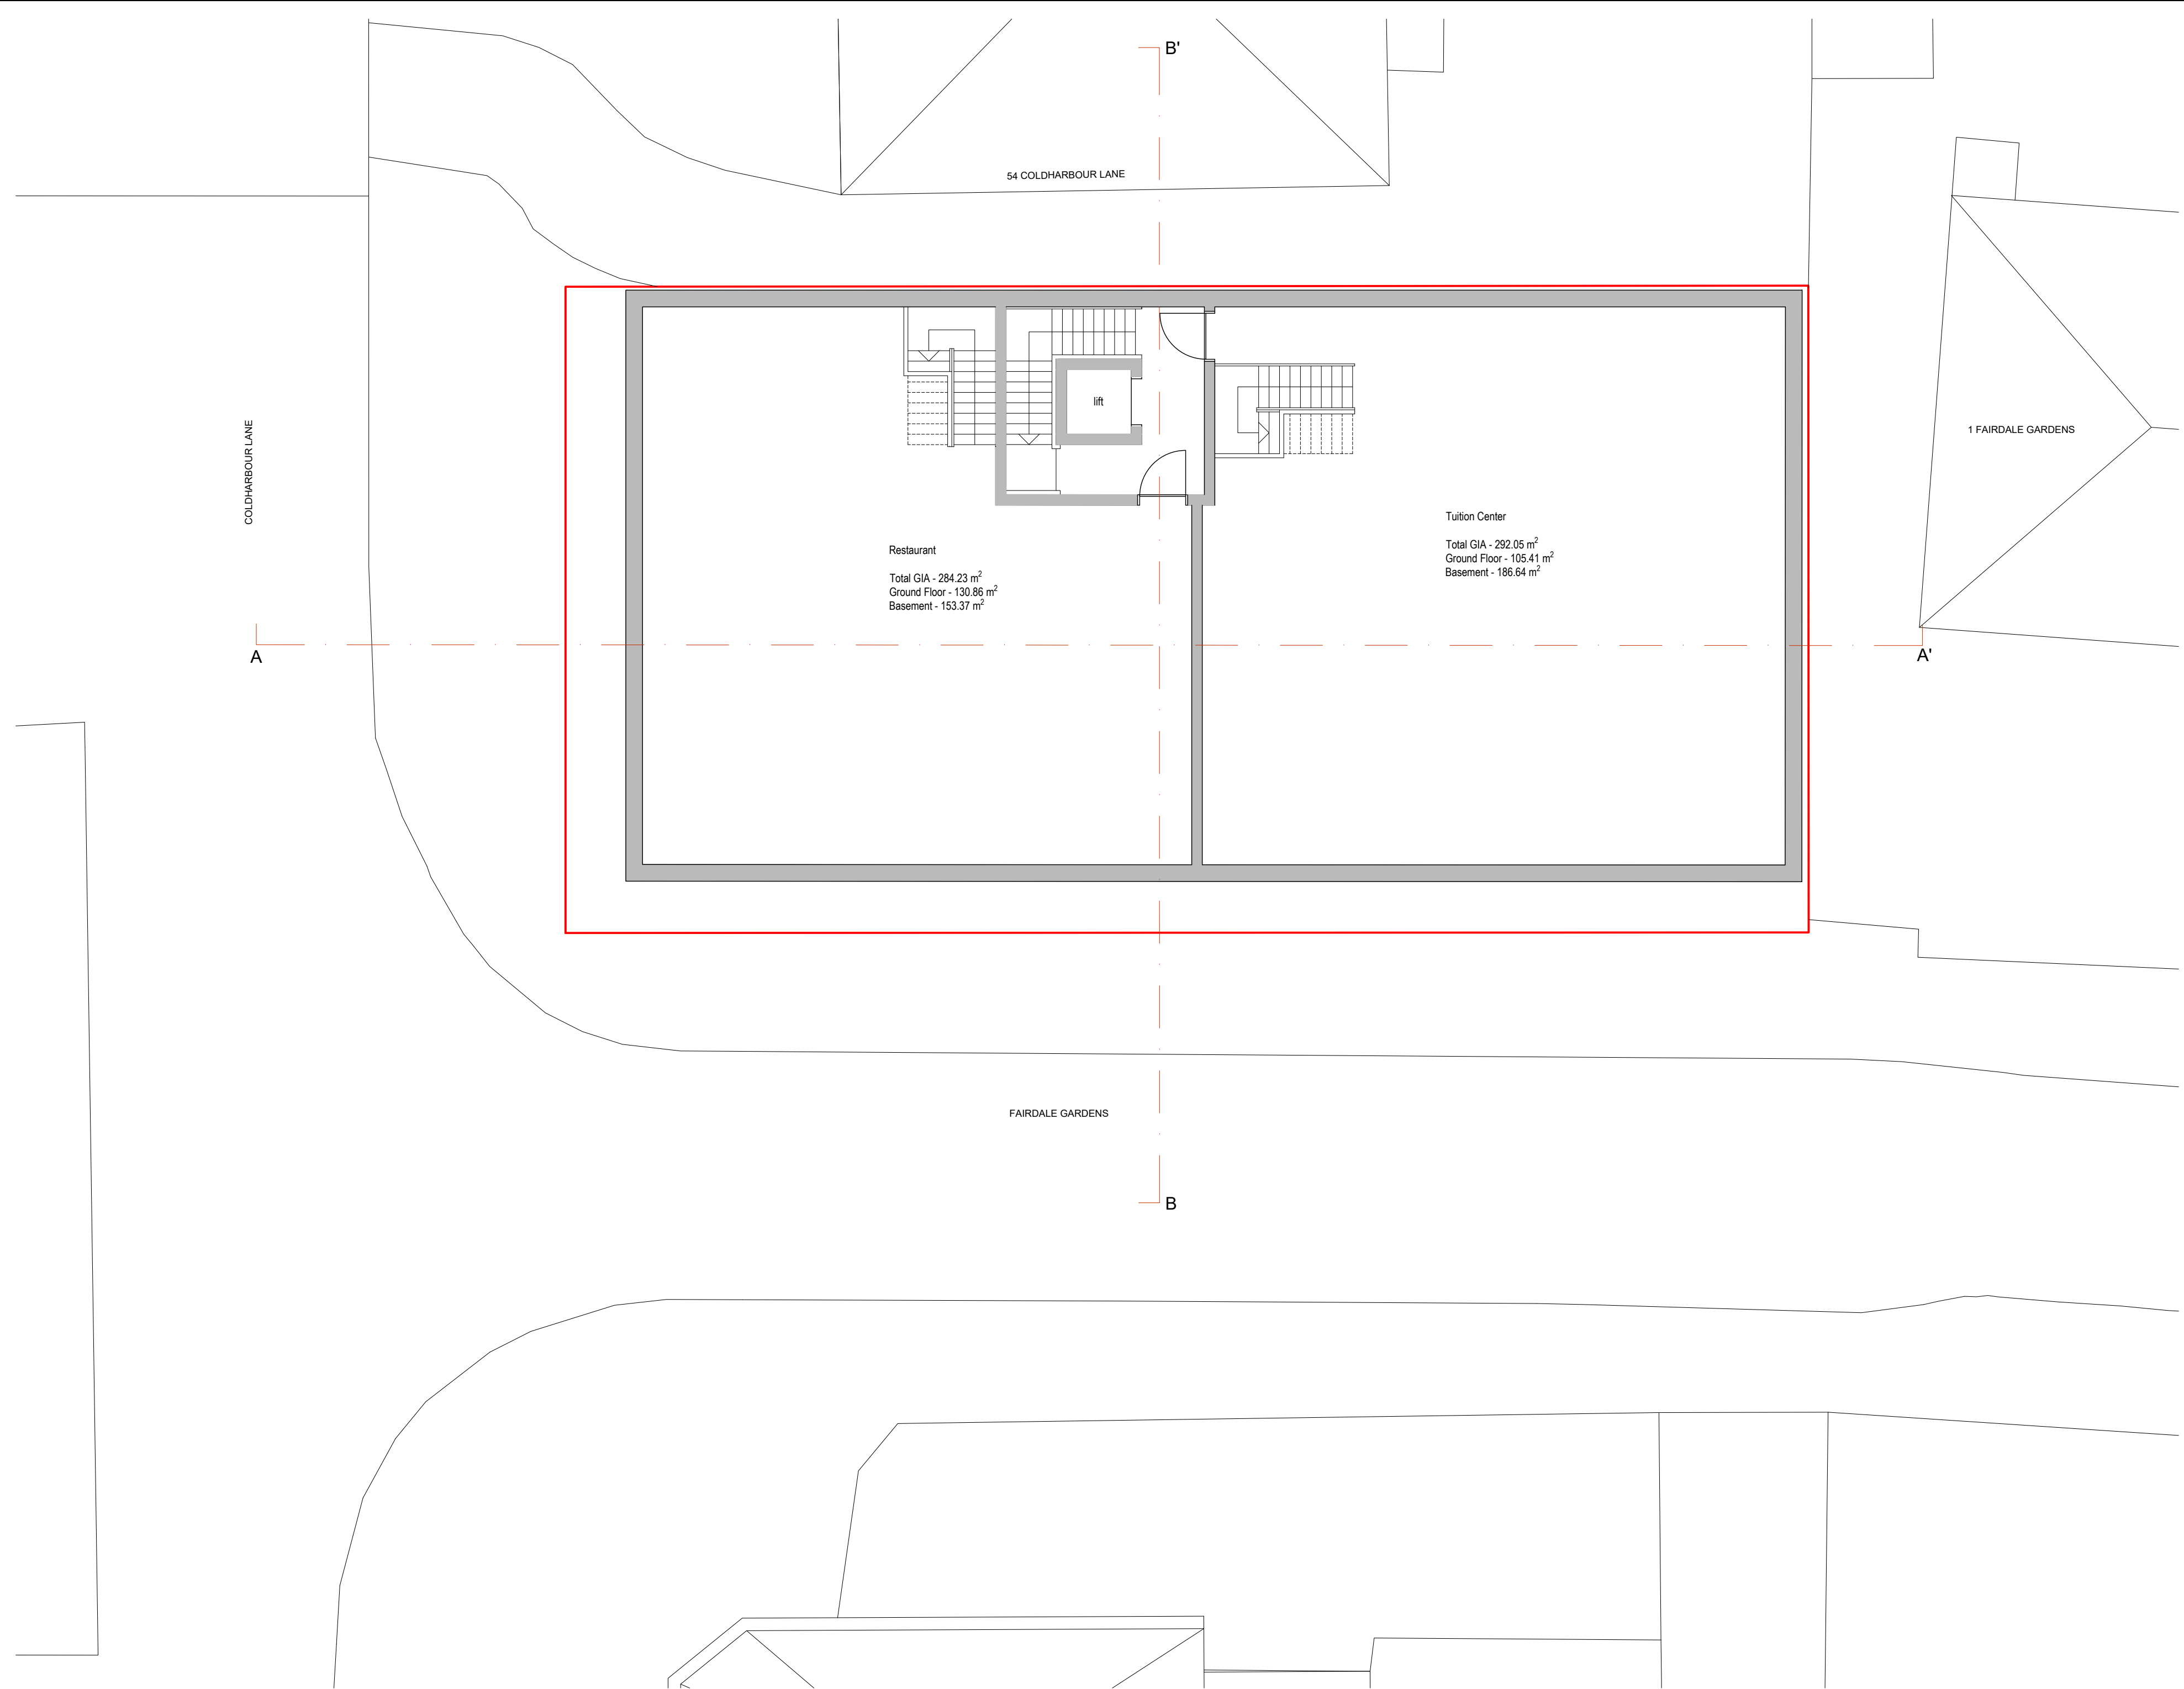 B'
54 COLDHARBOUR LANE
lift
COLDHARBOUR LANE
1 FAIRDALE GARDENS
Tuition Center
Total GIA - 292.05 m²
Ground Floor - 105.41 m²
Basement - 186.64 m²
Restaurant
Total GIA - 284.23 m²
Ground Floor - 130.86 m²
Basement - 153.37 m²
A
A'
FAIRDALE GARDENS
B